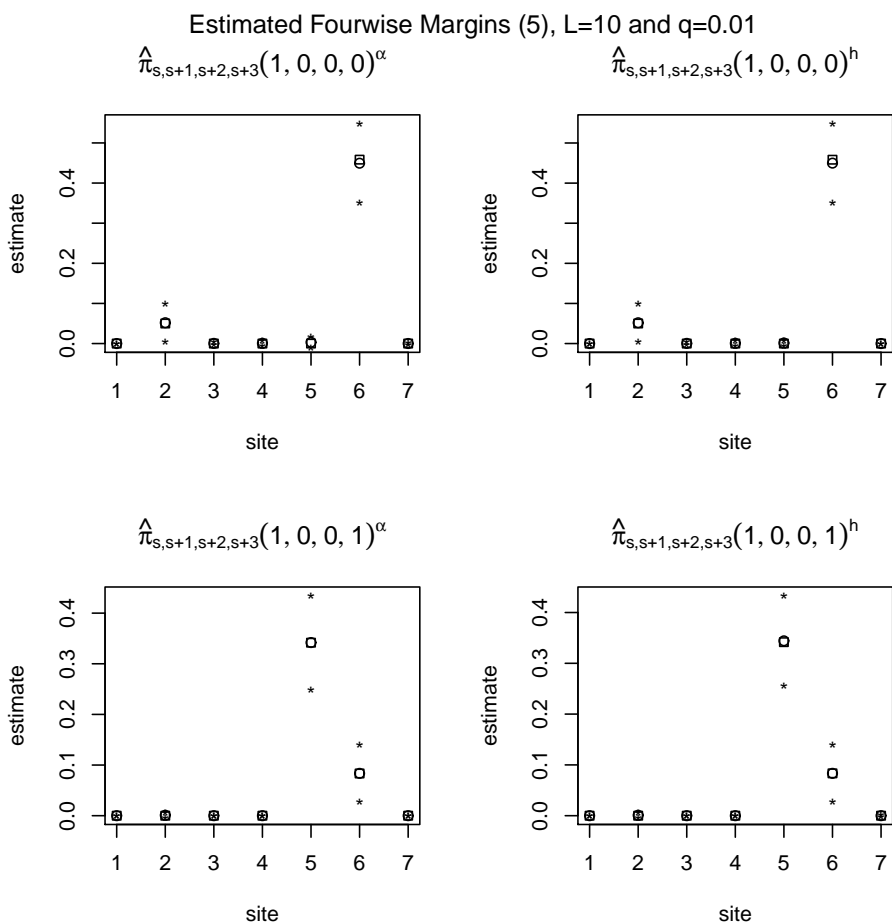 Estimated Fourwise Margins (5), L=10 and q=0.01
π̂s,s+1,s+2,s+3(1, 0, 0, 0)α
π̂s,s+1,s+2,s+3(1, 0, 0, 0)h
estimate
0.0 0.2 0.4
1 2 3 4 5 6 7
site
estimate
0.0 0.2 0.4
1 2 3 4 5 6 7
site
π̂s,s+1,s+2,s+3(1, 0, 0, 1)α
π̂s,s+1,s+2,s+3(1, 0, 0, 1)h
estimate
0.0 0.1 0.2 0.3 0.4
1 2 3 4 5 6 7
site
estimate
0.0 0.1 0.2 0.3 0.4
1 2 3 4 5 6 7
site